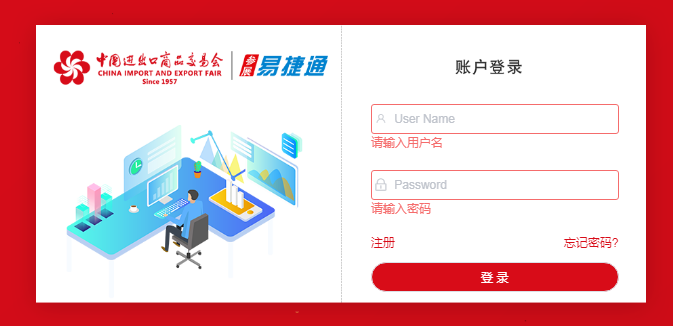 中国进出口商品交易会
CHINA IMPORT AND EXPORT FAIR
Since 1957
参展
易捷通
账户登录
User Name
请输入用户名
Password
请输入密码
注册
忘记密码?
登录